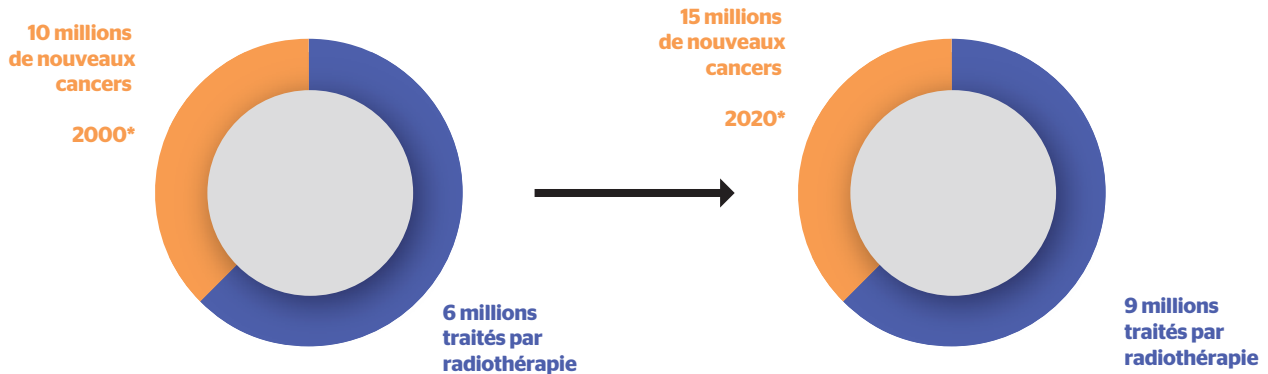 10 millions
de nouveaux
cancers
2000*
6 millions
traités par
radiothérapie
15 millions
de nouveaux
cancers
2020*
9 millions
traités par
radiothérapie